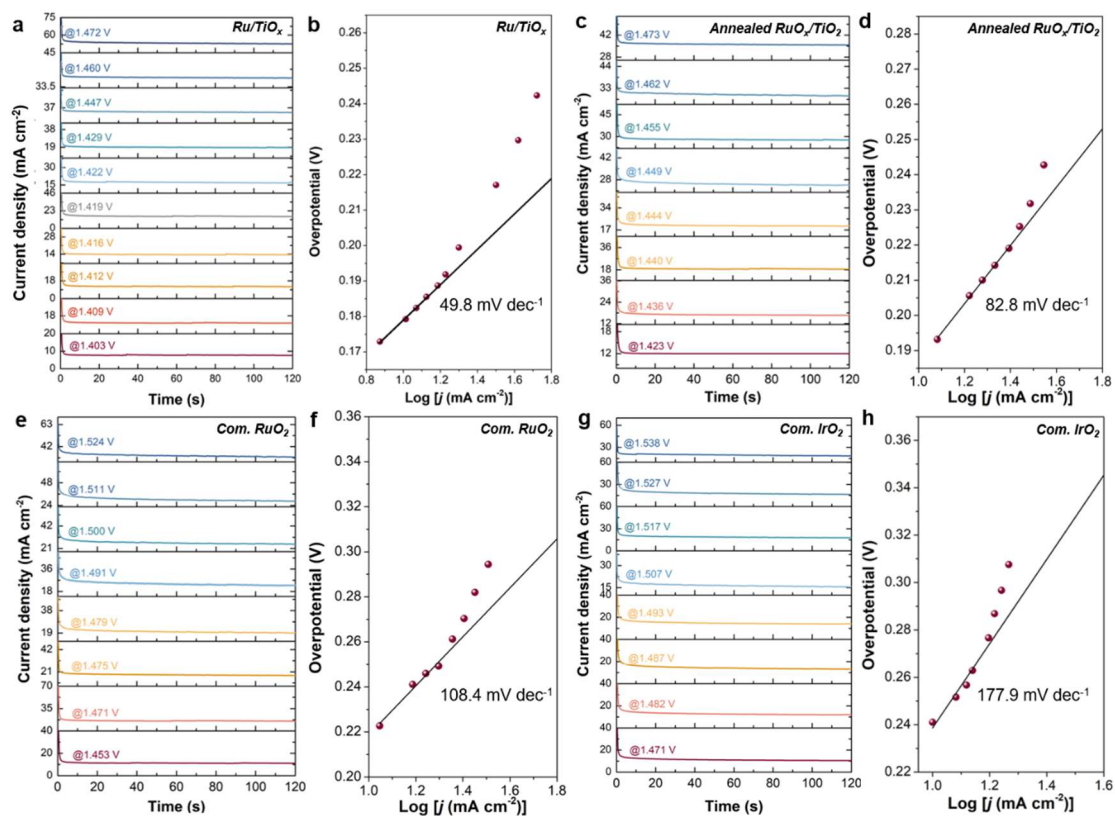 a
Ru/TiOₓ
Current density (mA cm⁻²)
75
60
45
33.5
37
38
19
30
15
46
23
0
28
14
18
0
18
20
10
0
@1.472 V
@1.460 V
@1.447 V
@1.429 V
@1.422 V
@1.419 V
@1.416 V
@1.412 V
@1.409 V
@1.403 V
0 20 40 60 80 100 120
Time (s)
b
Ru/TiOₓ
Overpotential (V)
0.26
0.24
0.23
0.22
0.20
0.19
0.18
0.17
49.8 mV dec⁻¹
0.8 1.0 1.2 1.4 1.6 1.8
Log [j (mA cm⁻²)]
c
Annealed RuOₓ/TiO₂
Current density (mA cm⁻²)
42
28
44
33
45
30
42
28
34
17
36
18
36
24
12
18
12
@1.473 V
@1.462 V
@1.455 V
@1.449 V
@1.444 V
@1.440 V
@1.436 V
@1.423 V
0 20 40 60 80 100 120
Time (s)
d
Annealed RuOₓ/TiO₂
Overpotential (V)
0.28
0.26
0.25
0.24
0.23
0.21
0.20
0.19
82.8 mV dec⁻¹
1.0 1.2 1.4 1.6 1.8
Log [j (mA cm⁻²)]
e
Com. RuO₂
Current density (mA cm⁻²)
63
42
48
24
42
21
36
18
38
19
42
21
70
35
40
20
0
@1.524 V
@1.511 V
@1.500 V
@1.491 V
@1.479 V
@1.475 V
@1.471 V
@1.453 V
0 20 40 60 80 100 120
Time (s)
f
Com. RuO₂
Overpotential (V)
0.36
0.34
0.32
0.30
0.28
0.26
0.24
0.22
0.20
108.4 mV dec⁻¹
1.0 1.2 1.4 1.6 1.8
Log [j (mA cm⁻²)]
g
Com. IrO₂
Current density (mA cm⁻²)
60
30
60
30
60
30
0
30
15
20
40
20
40
20
40
20
0
@1.538 V
@1.527 V
@1.517 V
@1.507 V
@1.493 V
@1.487 V
@1.482 V
@1.471 V
0 20 40 60 80 100 120
Time (s)
h
Com. IrO₂
Overpotential (V)
0.37
0.36
0.34
0.32
0.30
0.28
0.26
0.24
0.22
177.9 mV dec⁻¹
1.0 1.2 1.4 1.6
Log [j (mA cm⁻²)]